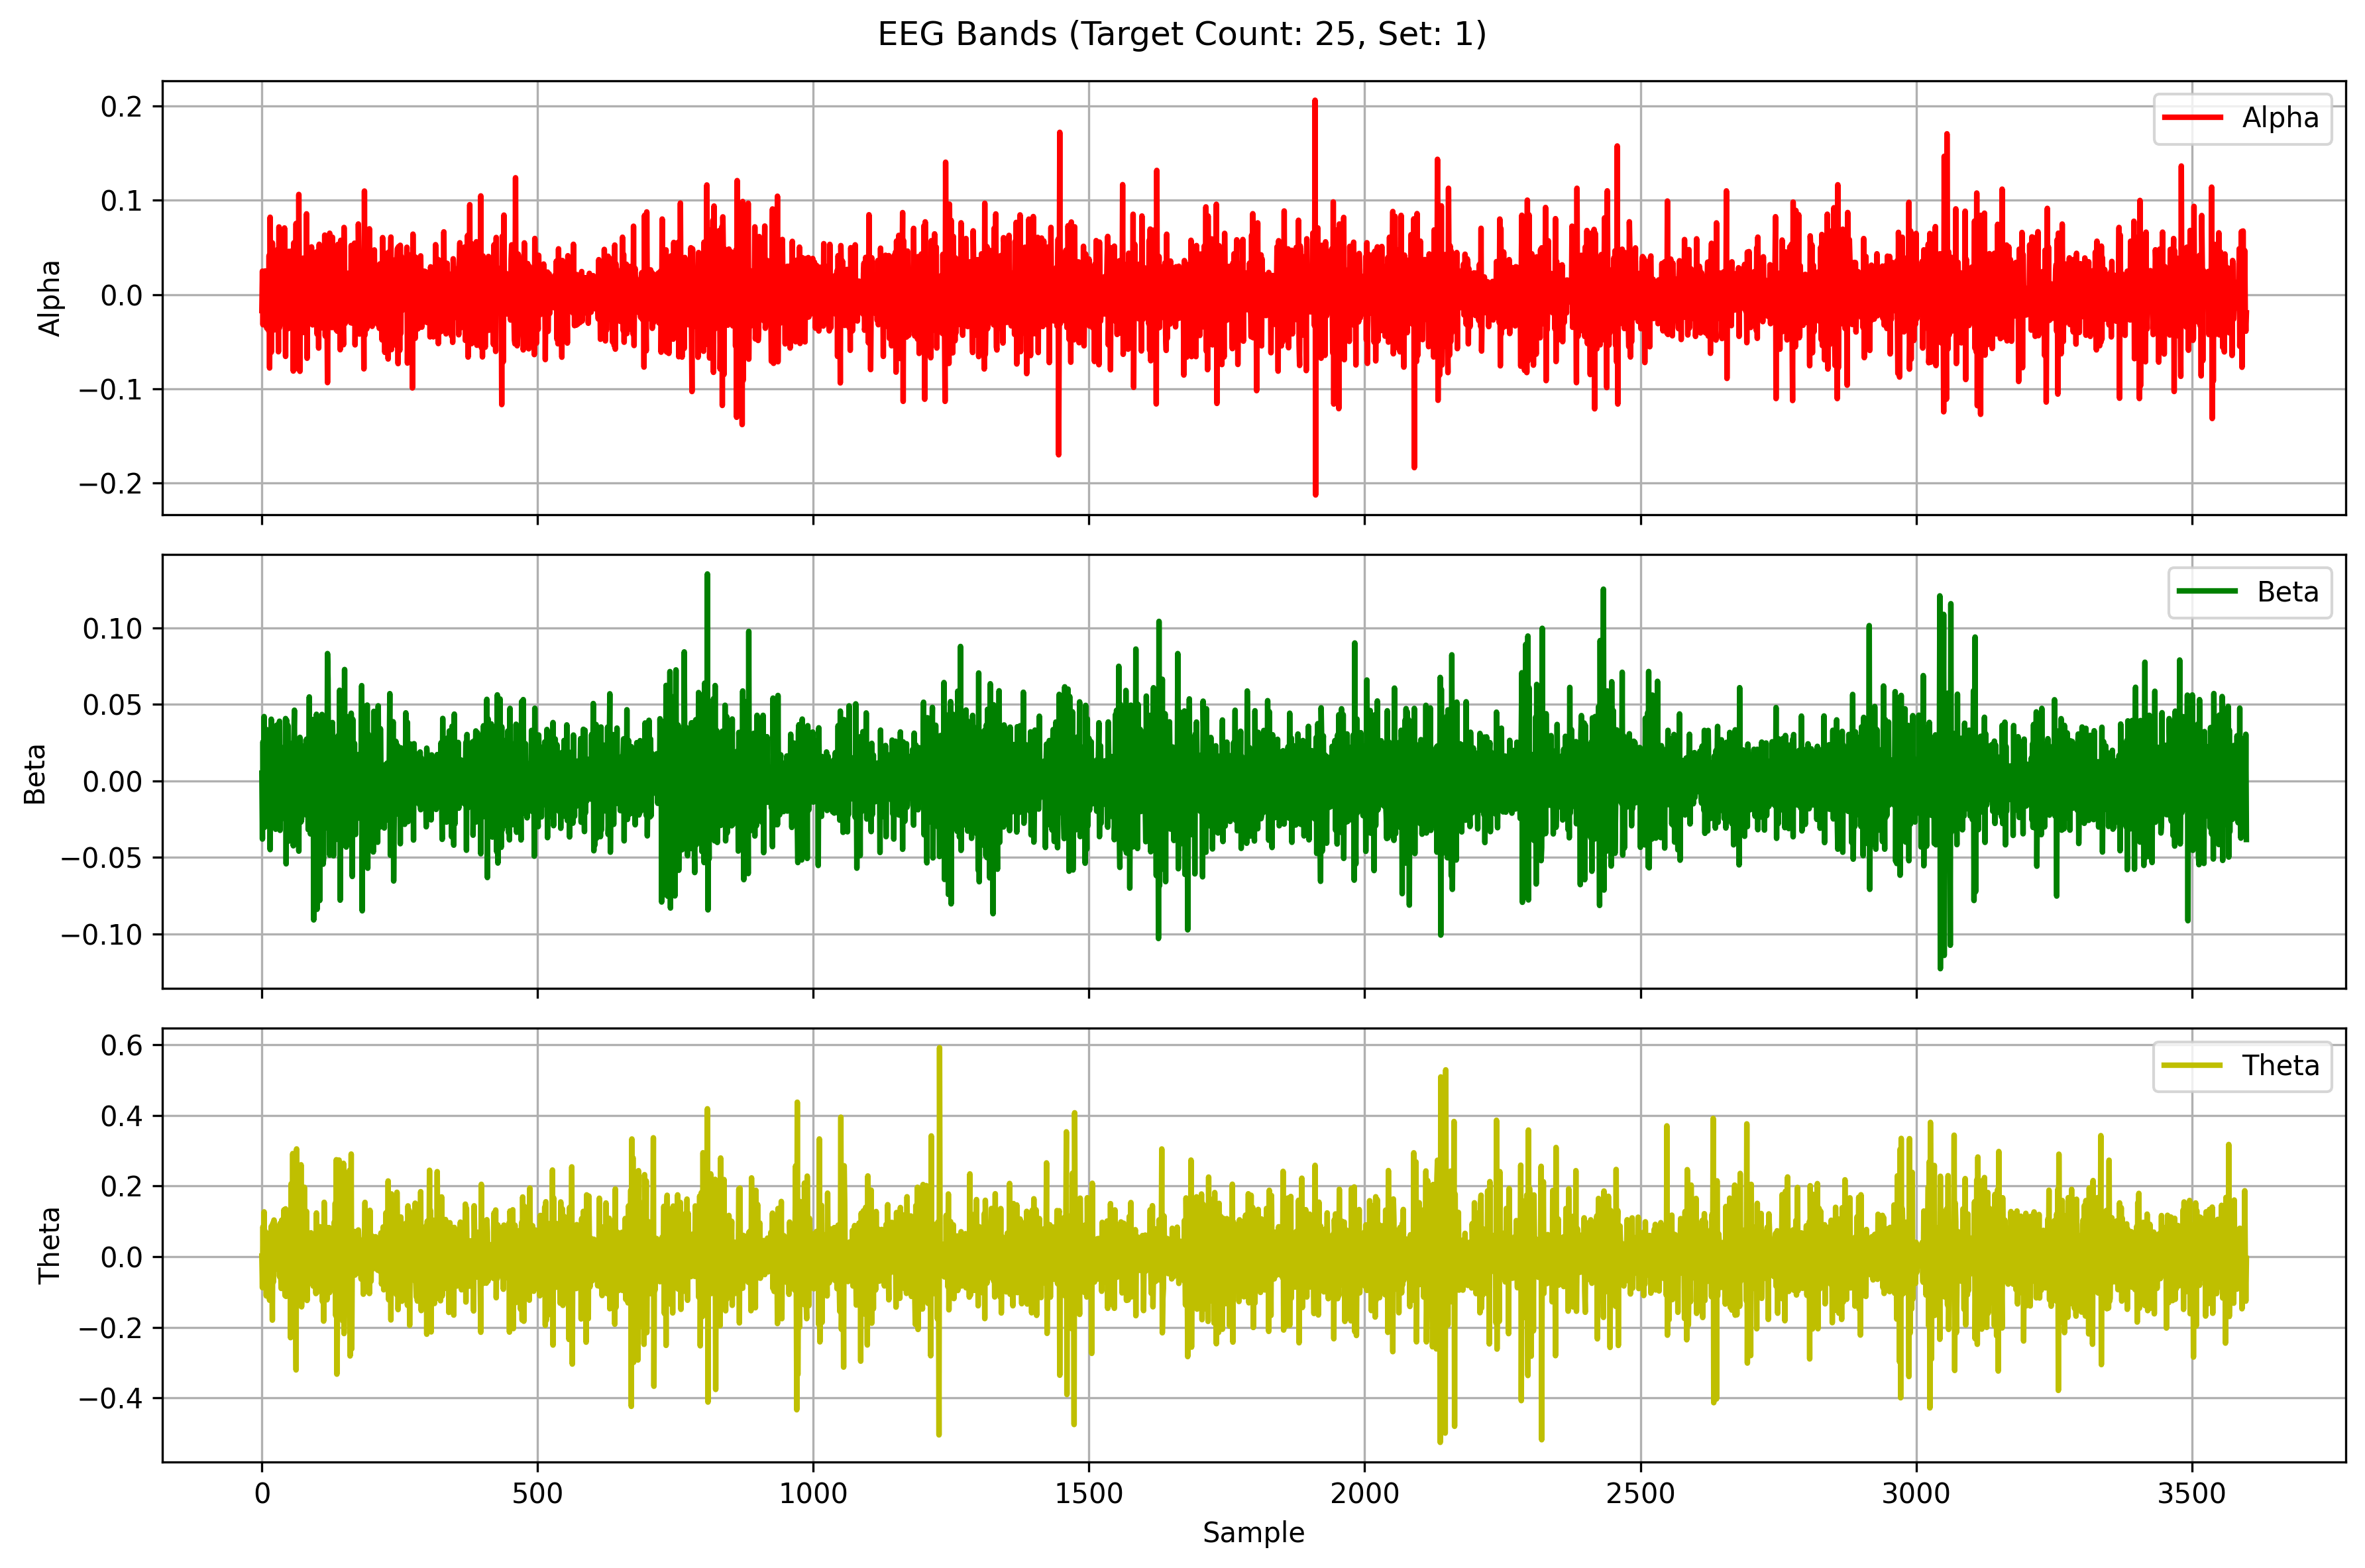 EEG Bands (Target Count: 25, Set: 1)
0.2
0.1
0.0
−0.1
−0.2
Alpha
Alpha
0.10
0.05
0.00
−0.05
−0.10
Beta
Beta
0.6
0.4
0.2
0.0
−0.2
−0.4
Theta
Theta
0 500 1000 1500 2000 2500 3000 3500
Sample